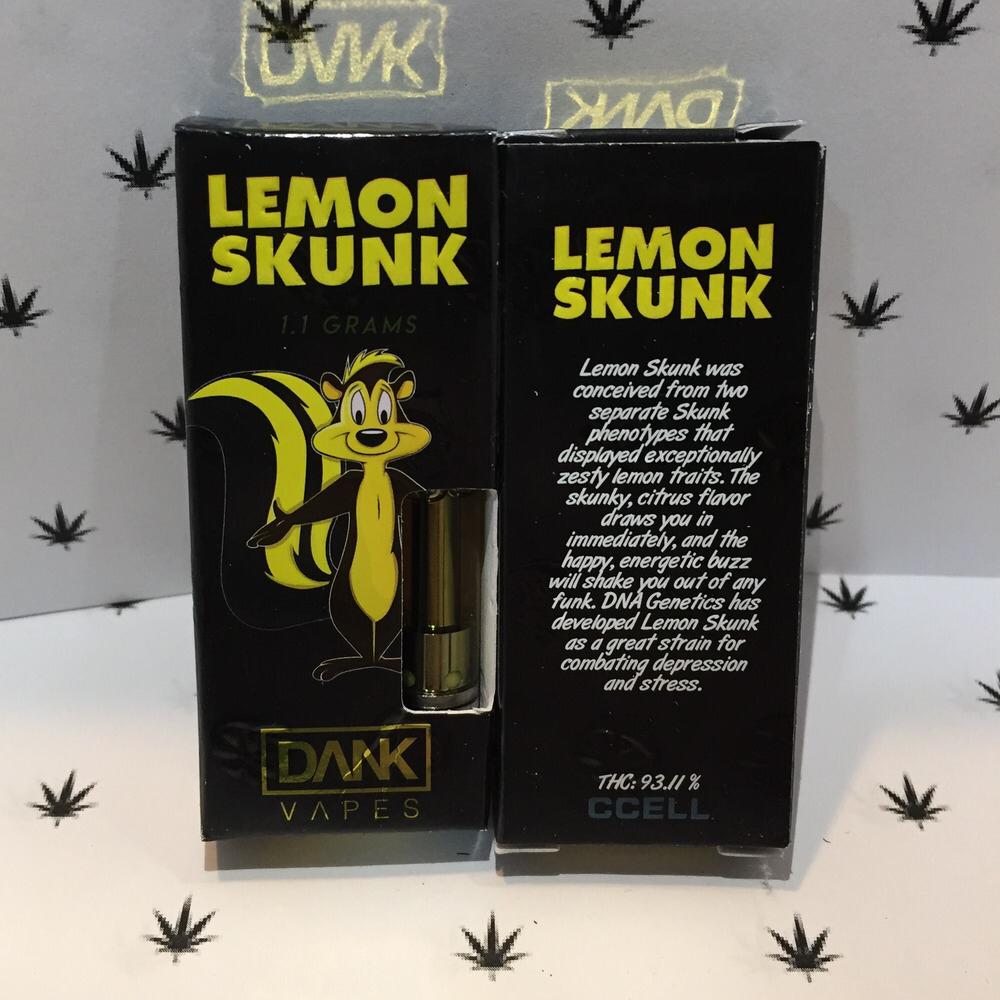 LEMON
SKUNK
1.1 GRAMS
DANK
VAPES
LEMON
SKUNK
Lemon Skunk was
conceived from two
separate Skunk
phenotypes that
displayed exceptionally
zesty lemon traits. The
skunky, citrus flavor
draws you in
immediately, and the
happy, energetic buzz
will shake you out of any
funk. DNA Genetics has
developed Lemon Skunk
as a great strain for
combating depression
and stress.
THC: 93.11 %
CCELL